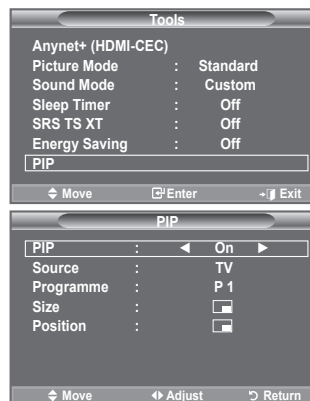 Tools
Anynet+ (HDMI-CEC)
Picture Mode : Standard
Sound Mode : Custom
Sleep Timer : Off
SRS TS XT : Off
Energy Saving : Off
PIP
Move Enter Exit
PIP
PIP : ◄ On ►
Source : TV
Programme : P 1
Size :
Position :
Move Adjust Return